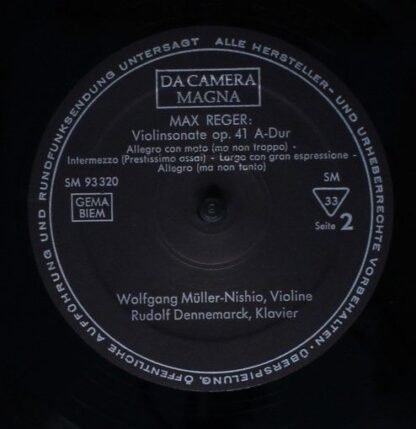 ALLE HERSTELLER- UND URHEBERRECHTE VORBEHALTEN · ÜBERSPIELUNG, ÖFFENTLICHE AUFFÜHRUNG UND RUNDFUNKSENDUNG UNTERSAGT
DA CAMERA
MAGNA
MAX REGER:
Violinsonate op. 41 A-Dur
Allegro con moto (ma non troppo) -
Intermezzo (Prestissimo assai) - Largo con gran espressione -
Allegro (ma non tanto)
SM 93320
SM
GEMA
BIEM
33
Seite 2
Wolfgang Müller-Nishio, Violine
Rudolf Dennemarck, Klavier